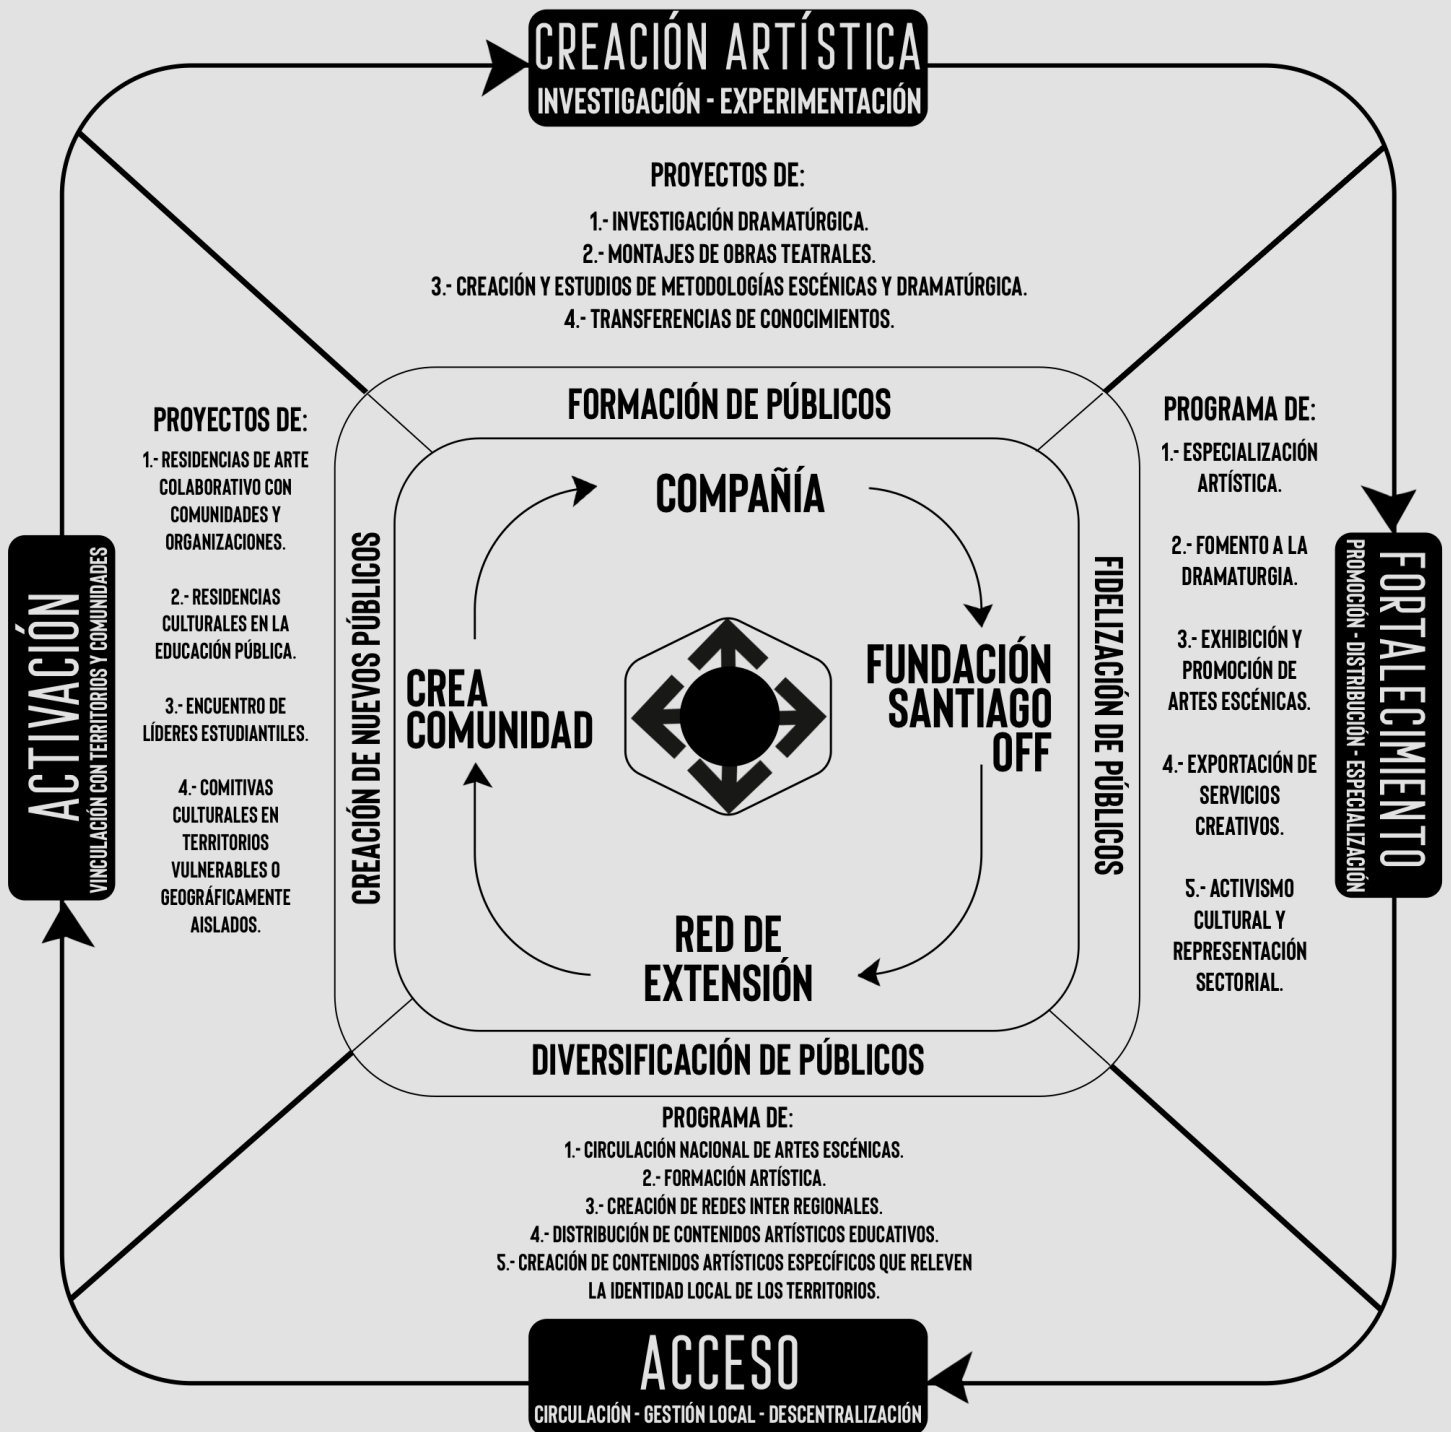 CREACIÓN ARTÍSTICA
INVESTIGACIÓN - EXPERIMENTACIÓN
PROYECTOS DE:
1.- INVESTIGACIÓN DRAMATÚRGICA.
2.- MONTAJES DE OBRAS TEATRALES.
3.- CREACIÓN Y ESTUDIOS DE METODOLOGÍAS ESCÉNICAS Y DRAMATÚRGICA.
4.- TRANSFERENCIAS DE CONOCIMIENTOS.
FORMACIÓN DE PÚBLICOS
COMPAÑÍA
FUNDACIÓN
SANTIAGO
OFF
RED DE
EXTENSIÓN
CREA
COMUNIDAD
FIDELIZACIÓN DE PÚBLICOS
DIVERSIFICACIÓN DE PÚBLICOS
CREACIÓN DE NUEVOS PÚBLICOS
PROGRAMA DE:
1.- ESPECIALIZACIÓN
ARTÍSTICA.
2.- FOMENTO A LA
DRAMATURGIA.
3.- EXHIBICIÓN Y
PROMOCIÓN DE
ARTES ESCÉNICAS.
4.- EXPORTACIÓN DE
SERVICIOS
CREATIVOS.
5.- ACTIVISMO
CULTURAL Y
REPRESENTACIÓN
SECTORIAL.
FORTALECIMIENTO
PROMOCIÓN - DISTRIBUCIÓN - ESPECIALIZACIÓN
PROGRAMA DE:
1.- CIRCULACIÓN NACIONAL DE ARTES ESCÉNICAS.
2.- FORMACIÓN ARTÍSTICA.
3.- CREACIÓN DE REDES INTER REGIONALES.
4.- DISTRIBUCIÓN DE CONTENIDOS ARTÍSTICOS EDUCATIVOS.
5.- CREACIÓN DE CONTENIDOS ARTÍSTICOS ESPECÍFICOS QUE RELEVEN
LA IDENTIDAD LOCAL DE LOS TERRITORIOS.
ACCESO
CIRCULACIÓN - GESTIÓN LOCAL - DESCENTRALIZACIÓN
PROYECTOS DE:
1.- RESIDENCIAS DE ARTE
COLABORATIVO CON
COMUNIDADES Y
ORGANIZACIONES.
2.- RESIDENCIAS
CULTURALES EN LA
EDUCACIÓN PÚBLICA.
3.- ENCUENTRO DE
LÍDERES ESTUDIANTILES.
4.- COMITIVAS
CULTURALES EN
TERRITORIOS
VULNERABLES O
GEOGRÁFICAMENTE
AISLADOS.
ACTIVACIÓN
VINCULACIÓN CON TERRITORIOS Y COMUNIDADES